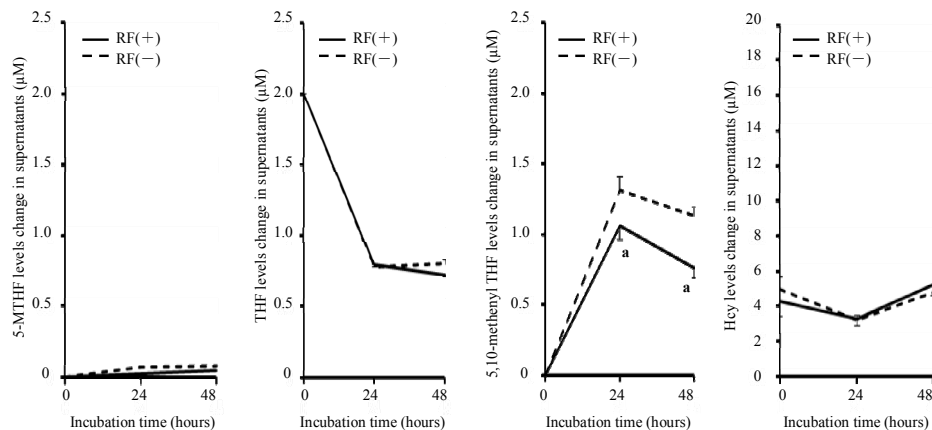 5-MTHF levels change in supernatants (μM)
2.5
2.0
1.5
1.0
0.5
0
RF(+)
RF(−)
0
24
48
Incubation time (hours)
THF levels change in supernatants (μM)
2.5
2.0
1.5
1.0
0.5
0
RF(+)
RF(−)
0
24
48
Incubation time (hours)
5,10-methenyl THF levels change in supernatants (μM)
2.5
2.0
1.5
1.0
0.5
0
RF(+)
RF(−)
a
a
0
24
48
Incubation time (hours)
Hcy levels change in supernatants (μM)
20
18
16
14
12
10
8
6
4
2
0
RF(+)
RF(−)
0
24
48
Incubation time (hours)